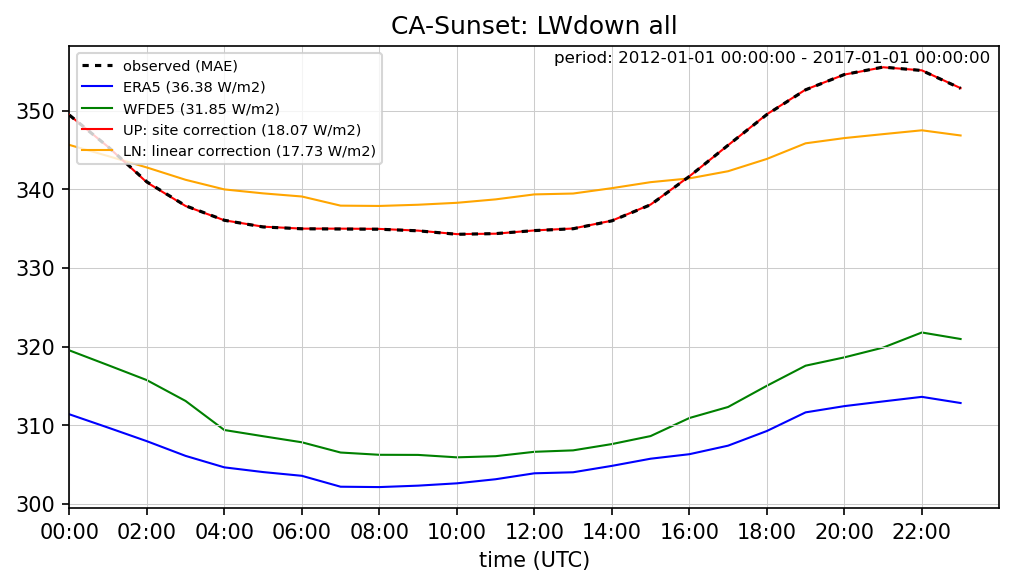 CA-Sunset: LWdown all
period: 2012-01-01 00:00:00 - 2017-01-01 00:00:00
observed (MAE)
ERA5 (36.38 W/m2)
WFDE5 (31.85 W/m2)
UP: site correction (18.07 W/m2)
LN: linear correction (17.73 W/m2)
350
340
330
320
310
300
00:00 02:00 04:00 06:00 08:00 10:00 12:00 14:00 16:00 18:00 20:00 22:00
time (UTC)